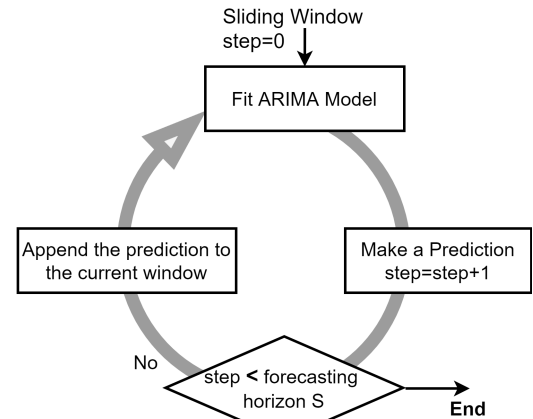 Sliding Window
step=0
Fit ARIMA Model
Append the prediction to
the current window
Make a Prediction
step=step+1
No
step < forecasting
horizon S
End